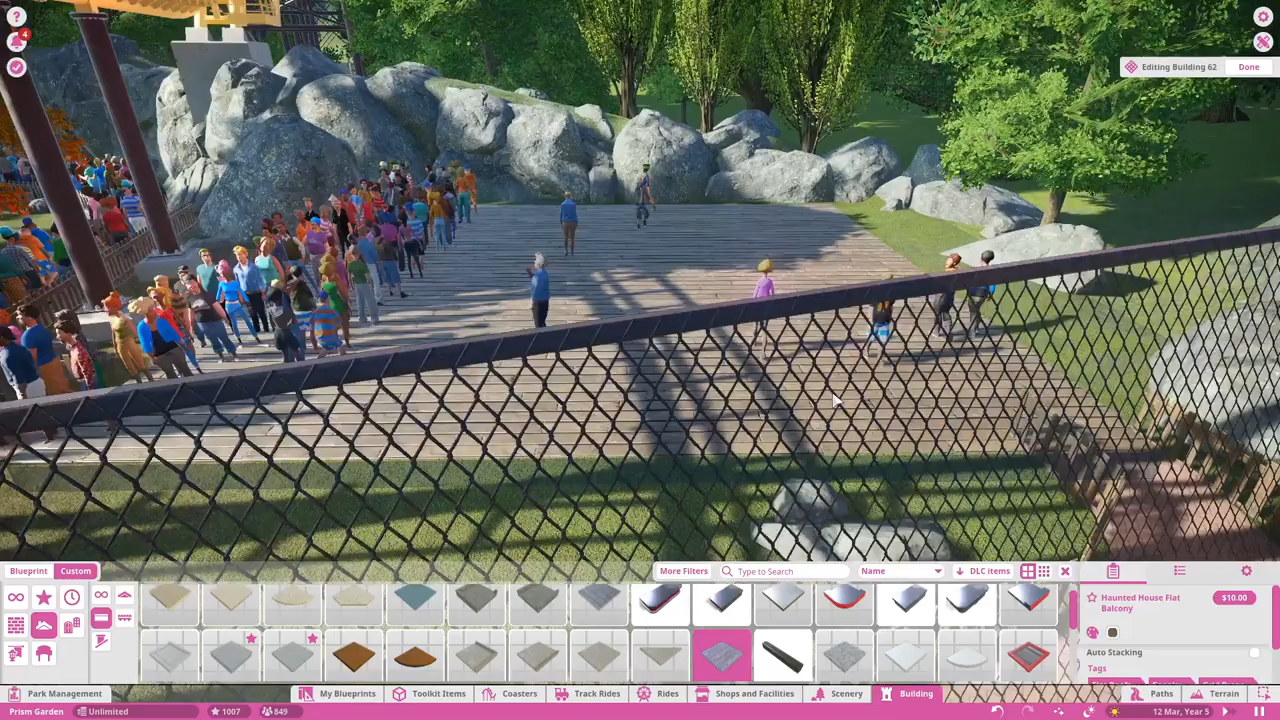 ?
4
Editing Building 62 Done
Blueprint Custom
More Filters Type to Search Name DLC items
Haunted House Flat Balcony $10.00
Auto Stacking
Tags
Park Management My Blueprints Toolkit Items Coasters Track Rides Rides Shops and Facilities Scenery Building Paths Terrain
Prism Garden Unlimited 1007 849 12 Mar, Year 5